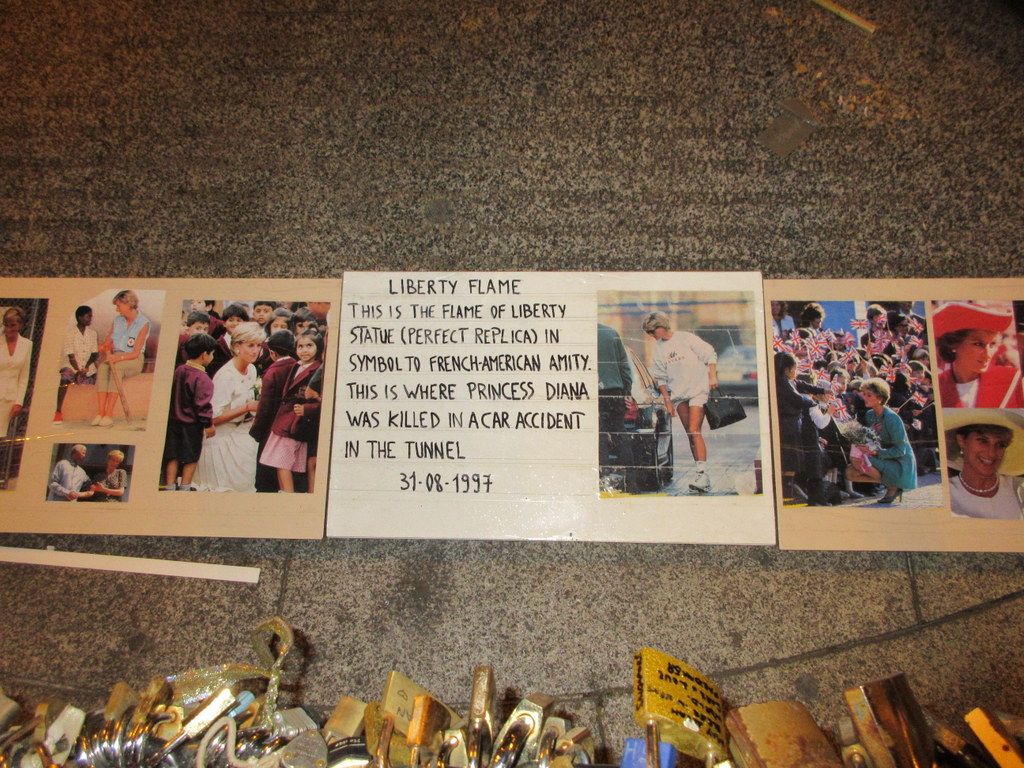 LIBERTY FLAME
THIS IS THE FLAME OF LIBERTY
STATUE (PERFECT REPLICA) IN
SYMBOL TO FRENCH-AMERICAN AMITY.
THIS IS WHERE PRINCESS DIANA
WAS KILLED IN A CAR ACCIDENT
IN THE TUNNEL
31-08-1997